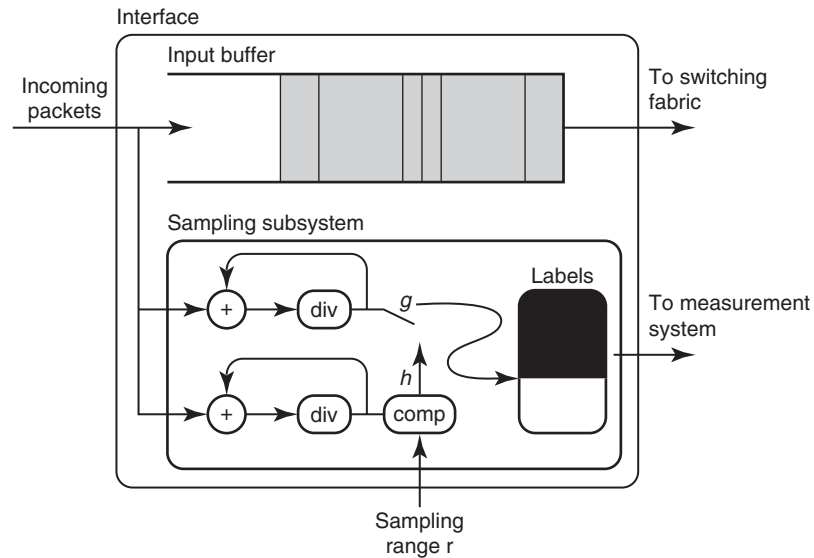 Interface
Input buffer
Incoming
packets
To switching
fabric
Sampling subsystem
Labels
+
div
g
To measurement
system
h
+
div
comp
Sampling
range r